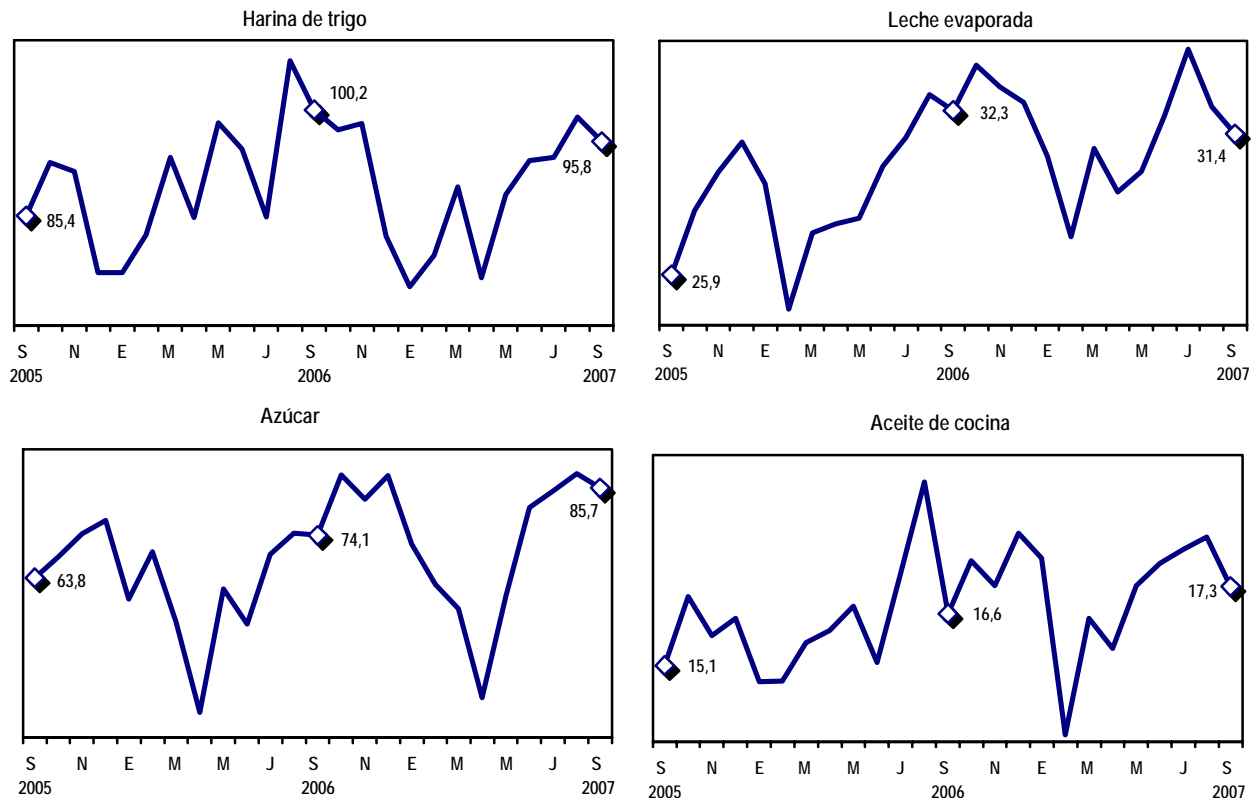 Harina de trigo
100,2
95,8
85,4
S N E M M J S N E M M J S
2005 2006 2007
Leche evaporada
32,3
31,4
25,9
S N E M M J S N E M M J S
2005 2006 2007
Azúcar
85,7
74,1
63,8
S N E M M J S N E M M J S
2005 2006 2007
Aceite de cocina
17,3
16,6
15,1
S N E M M J S N E M M J S
2005 2006 2007